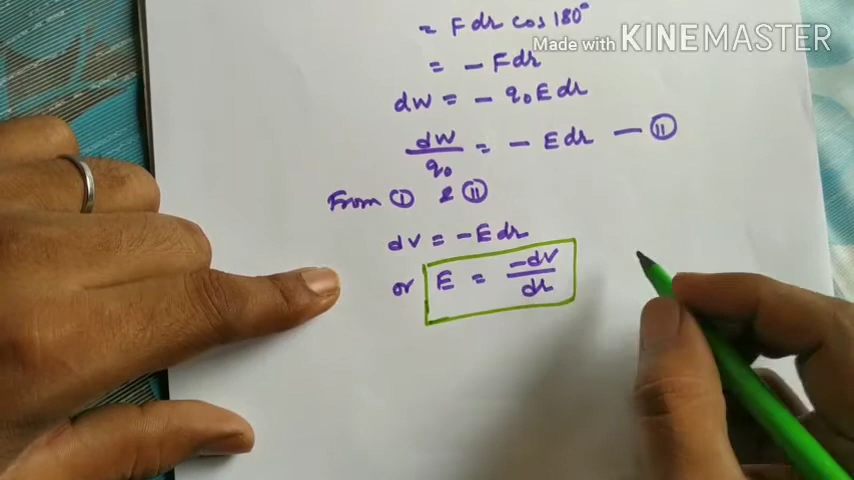 = F dr cos 180°
Made with KINEMASTER
= - Fdr
dW = - q₀ E dr
dW/q₀ = - E dr - ⓘⓘ
From ⓘ & ⓘⓘ
dV = - E dr
or E = -dV/dr